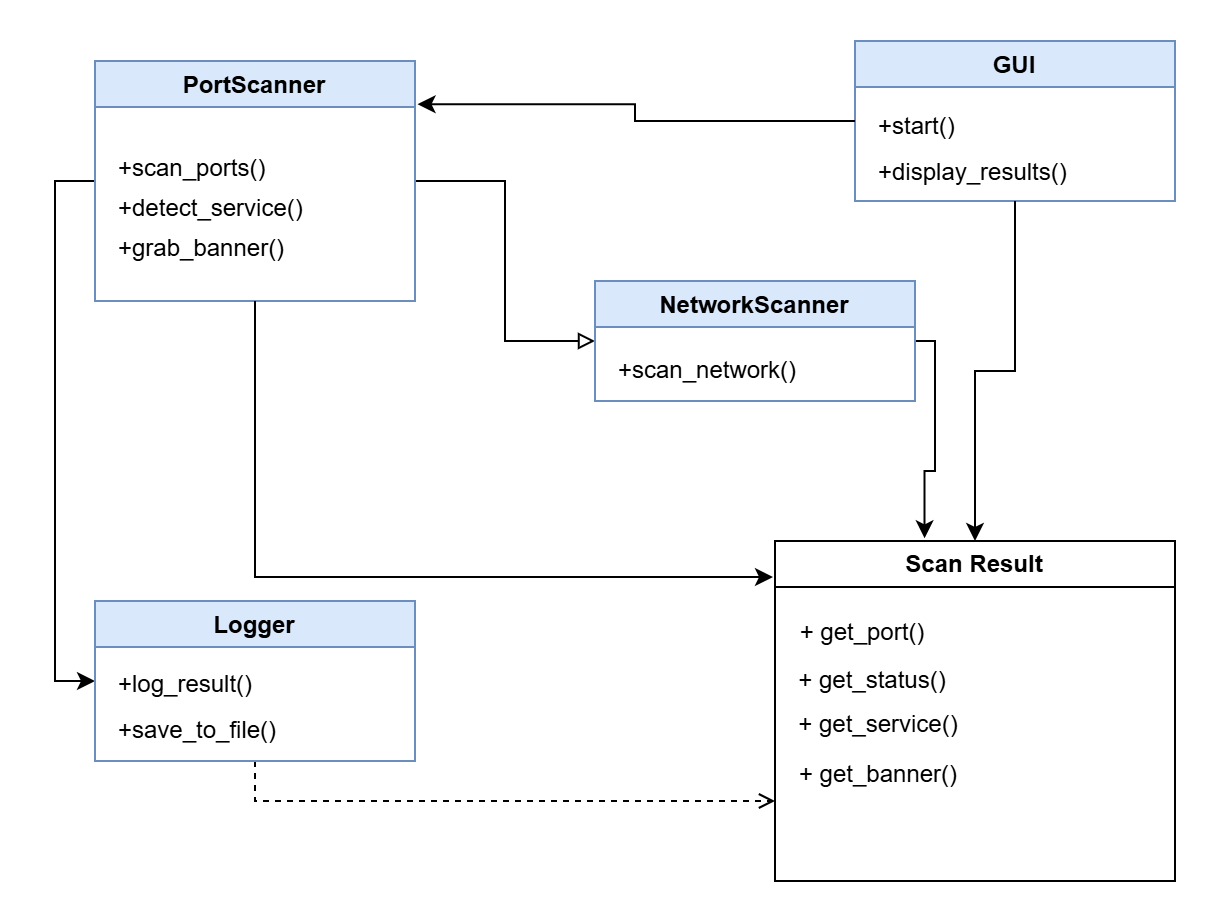 PortScanner
+scan_ports()
+detect_service()
+grab_banner()
GUI
+start()
+display_results()
NetworkScanner
+scan_network()
Logger
+log_result()
+save_to_file()
Scan Result
+ get_port()
+ get_status()
+ get_service()
+ get_banner()